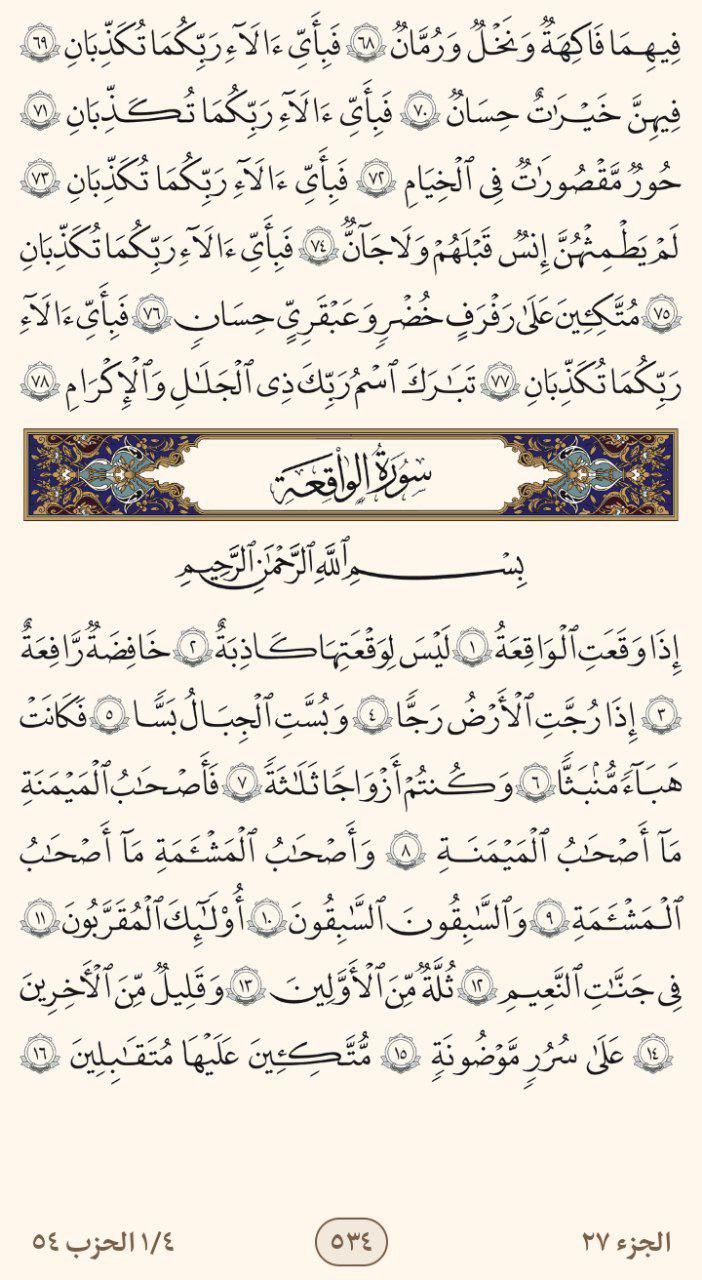 فِيهِمَا فَاكِهَةٌ وَنَخْلٌ وَرُمَّانٌ ٦٨ فَبِأَيِّ ءَالَآءِ رَبِّكُمَا تُكَذِّبَانِ ٦٩
فِيهِنَّ خَيْرَٰتٌ حِسَانٌ ٧٠ فَبِأَيِّ ءَالَآءِ رَبِّكُمَا تُكَذِّبَانِ ٧١
حُورٌ مَّقْصُورَٰتٌ فِى ٱلْخِيَامِ ٧٢ فَبِأَيِّ ءَالَآءِ رَبِّكُمَا تُكَذِّبَانِ ٧٣
لَمْ يَطْمِثْهُنَّ إِنسٌ قَبْلَهُمْ وَلَا جَآنٌّ ٧٤ فَبِأَيِّ ءَالَآءِ رَبِّكُمَا تُكَذِّبَانِ
٧٥ مُتَّكِـِٔينَ عَلَىٰ رَفْرَفٍ خُضْرٍ وَعَبْقَرِىٍّ حِسَانٍ ٧٦ فَبِأَيِّ ءَالَآءِ
رَبِّكُمَا تُكَذِّبَانِ ٧٧ تَبَٰرَكَ ٱسْمُ رَبِّكَ ذِى ٱلْجَلَٰلِ وَٱلْإِكْرَامِ ٧٨
سُورَةُ الوَاقِعَةِ
بِسْمِ ٱللَّهِ ٱلرَّحْمَٰنِ ٱلرَّحِيمِ
إِذَا وَقَعَتِ ٱلْوَاقِعَةُ ١ لَيْسَ لِوَقْعَتِهَا كَاذِبَةٌ ٢ خَافِضَةٌ رَّافِعَةٌ
٣ إِذَا رُجَّتِ ٱلْأَرْضُ رَجًّا ٤ وَبُسَّتِ ٱلْجِبَالُ بَسًّا ٥ فَكَانَتْ
هَبَآءً مُّنۢبَثًّا ٦ وَكُنتُمْ أَزْوَٰجًا ثَلَٰثَةً ٧ فَأَصْحَٰبُ ٱلْمَيْمَنَةِ
مَآ أَصْحَٰبُ ٱلْمَيْمَنَةِ ٨ وَأَصْحَٰبُ ٱلْمَشْـَٔمَةِ مَآ أَصْحَٰبُ
ٱلْمَشْـَٔمَةِ ٩ وَٱلسَّٰبِقُونَ ٱلسَّٰبِقُونَ ١٠ أُو۟لَٰٓئِكَ ٱلْمُقَرَّبُونَ ١١
فِى جَنَّٰتِ ٱلنَّعِيمِ ١٢ ثُلَّةٌ مِّنَ ٱلْأَوَّلِينَ ١٣ وَقَلِيلٌ مِّنَ ٱلْـَٔاخِرِينَ
١٤ عَلَىٰ سُرُرٍ مَّوْضُونَةٍ ١٥ مُّتَّكِـِٔينَ عَلَيْهَا مُتَقَٰبِلِينَ ١٦
الجزء ٢٧ ٥٣٤ ١/٤ الحزب ٥٤